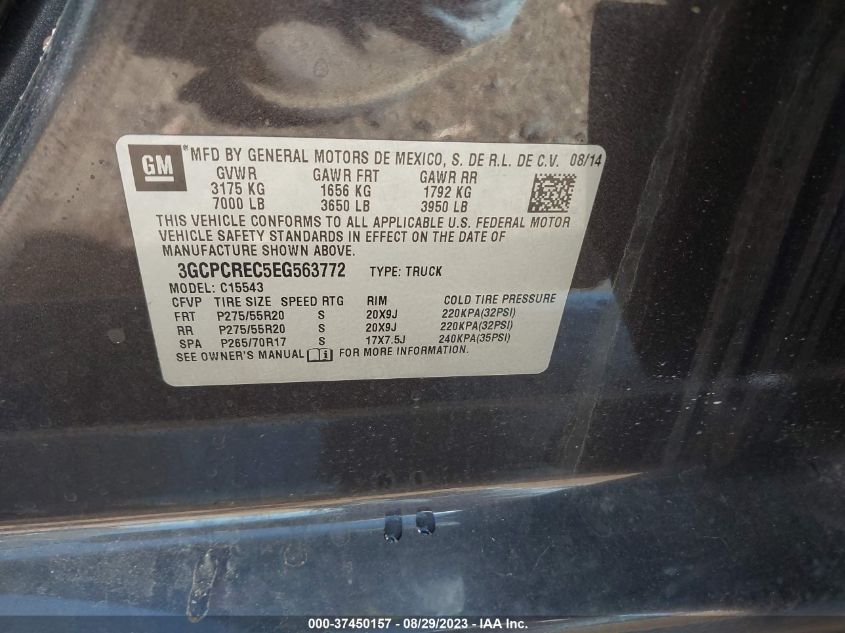 GM
*MFD BY GENERAL MOTORS DE MEXICO, S. DE R.L. DE C.V. 08/14
GVWR GAWR FRT GAWR RR
3175 KG 1656 KG 1792 KG
7000 LB 3650 LB 3950 LB
THIS VEHICLE CONFORMS TO ALL APPLICABLE U.S. FEDERAL MOTOR
VEHICLE SAFETY STANDARDS IN EFFECT ON THE DATE OF
MANUFACTURE SHOWN ABOVE.
3GCPCREC5EG563772 TYPE: TRUCK
MODEL: C15543
CFVP TIRE SIZE SPEED RTG RIM COLD TIRE PRESSURE
FRT P275/55R20 S 20X9J 220KPA(32PSI)
RR P275/55R20 S 20X9J 220KPA(32PSI)
SPA P265/70R17 S 17X7.5J 240KPA(35PSI)
SEE OWNER'S MANUAL FOR MORE INFORMATION.
000-37450157 - 08/29/2023 - IAA Inc.